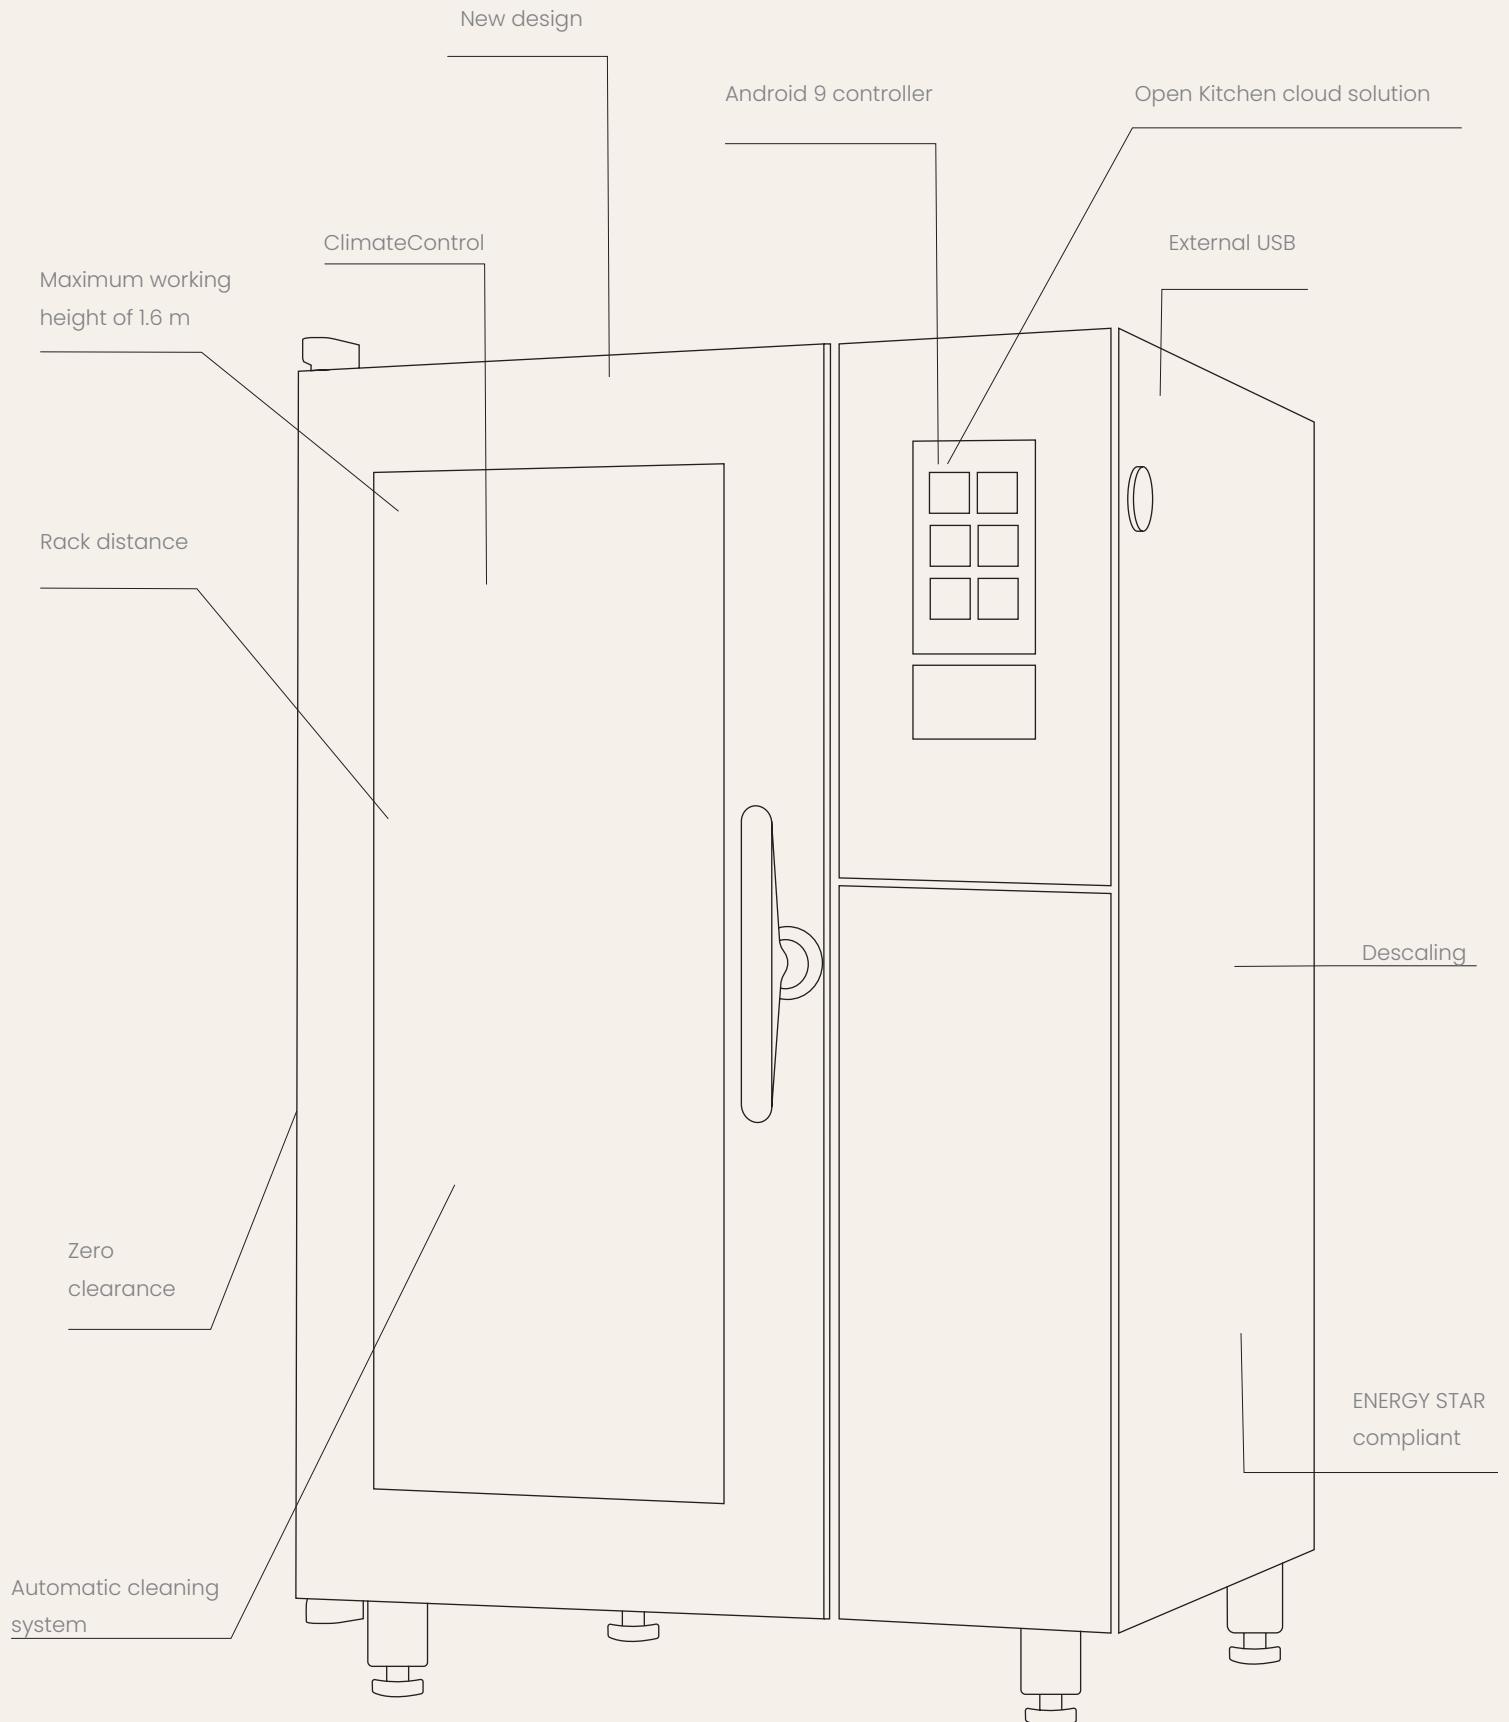 New design
Android 9 controller
Open Kitchen cloud solution
ClimateControl
External USB
Maximum working
height of 1.6 m
Rack distance
Descaling
Zero
clearance
ENERGY STAR
compliant
Automatic cleaning
system